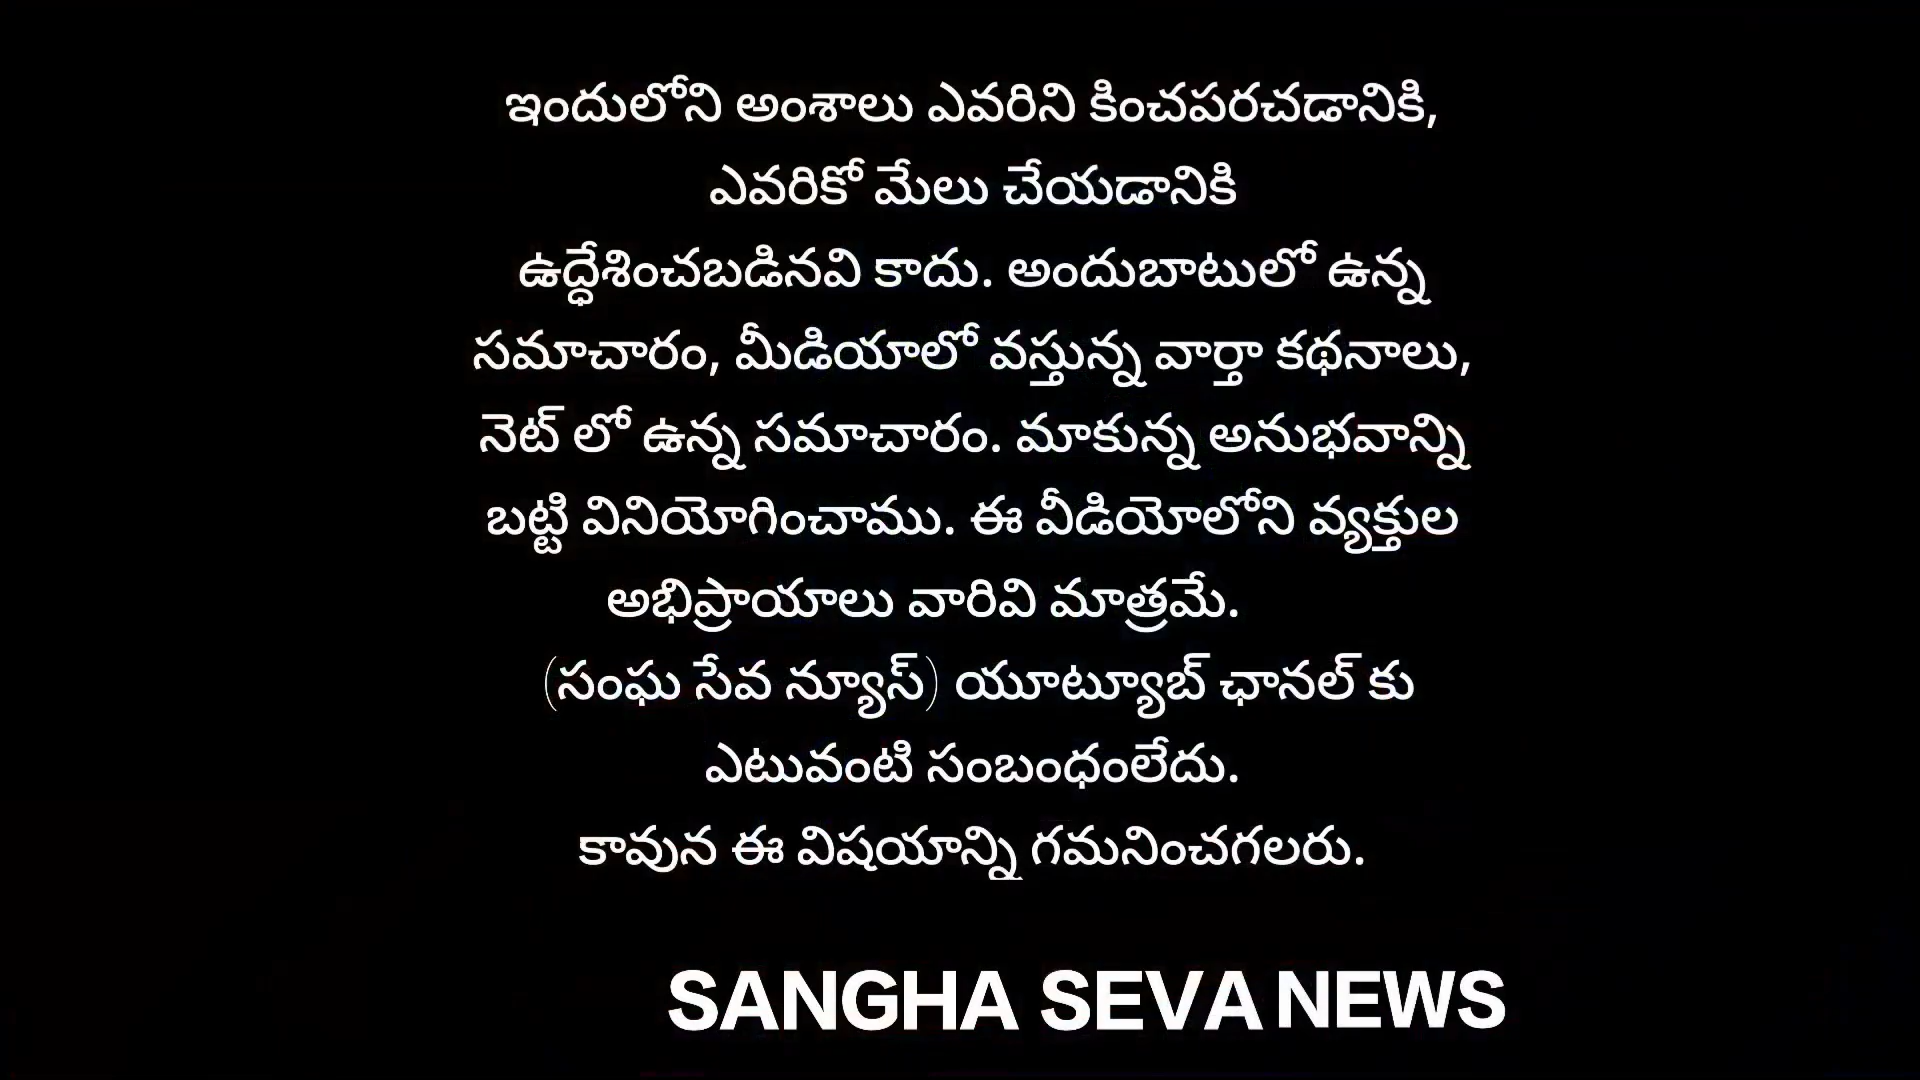 ఇందులోని అంశాలు ఎవరిని కించపరచడానికి,
ఎవరికో మేలు చేయడానికి
ఉద్ధేశించబడినవి కాదు. అందుబాటులో ఉన్న
సమాచారం, మీడియాలో వస్తున్న వార్తా కథనాలు,
నెట్ లో ఉన్న సమాచారం. మాకున్న అనుభవాన్ని
బట్టి వినియోగించాము. ఈ వీడియోలోని వ్యక్తుల
అభిప్రాయాలు వారివి మాత్రమే.
(సంఘ సేవ న్యూస్) యూట్యూబ్ ఛానల్ కు
ఎటువంటి సంబంధంలేదు.
కావున ఈ విషయాన్ని గమనించగలరు.
SANGHA SEVA NEWS